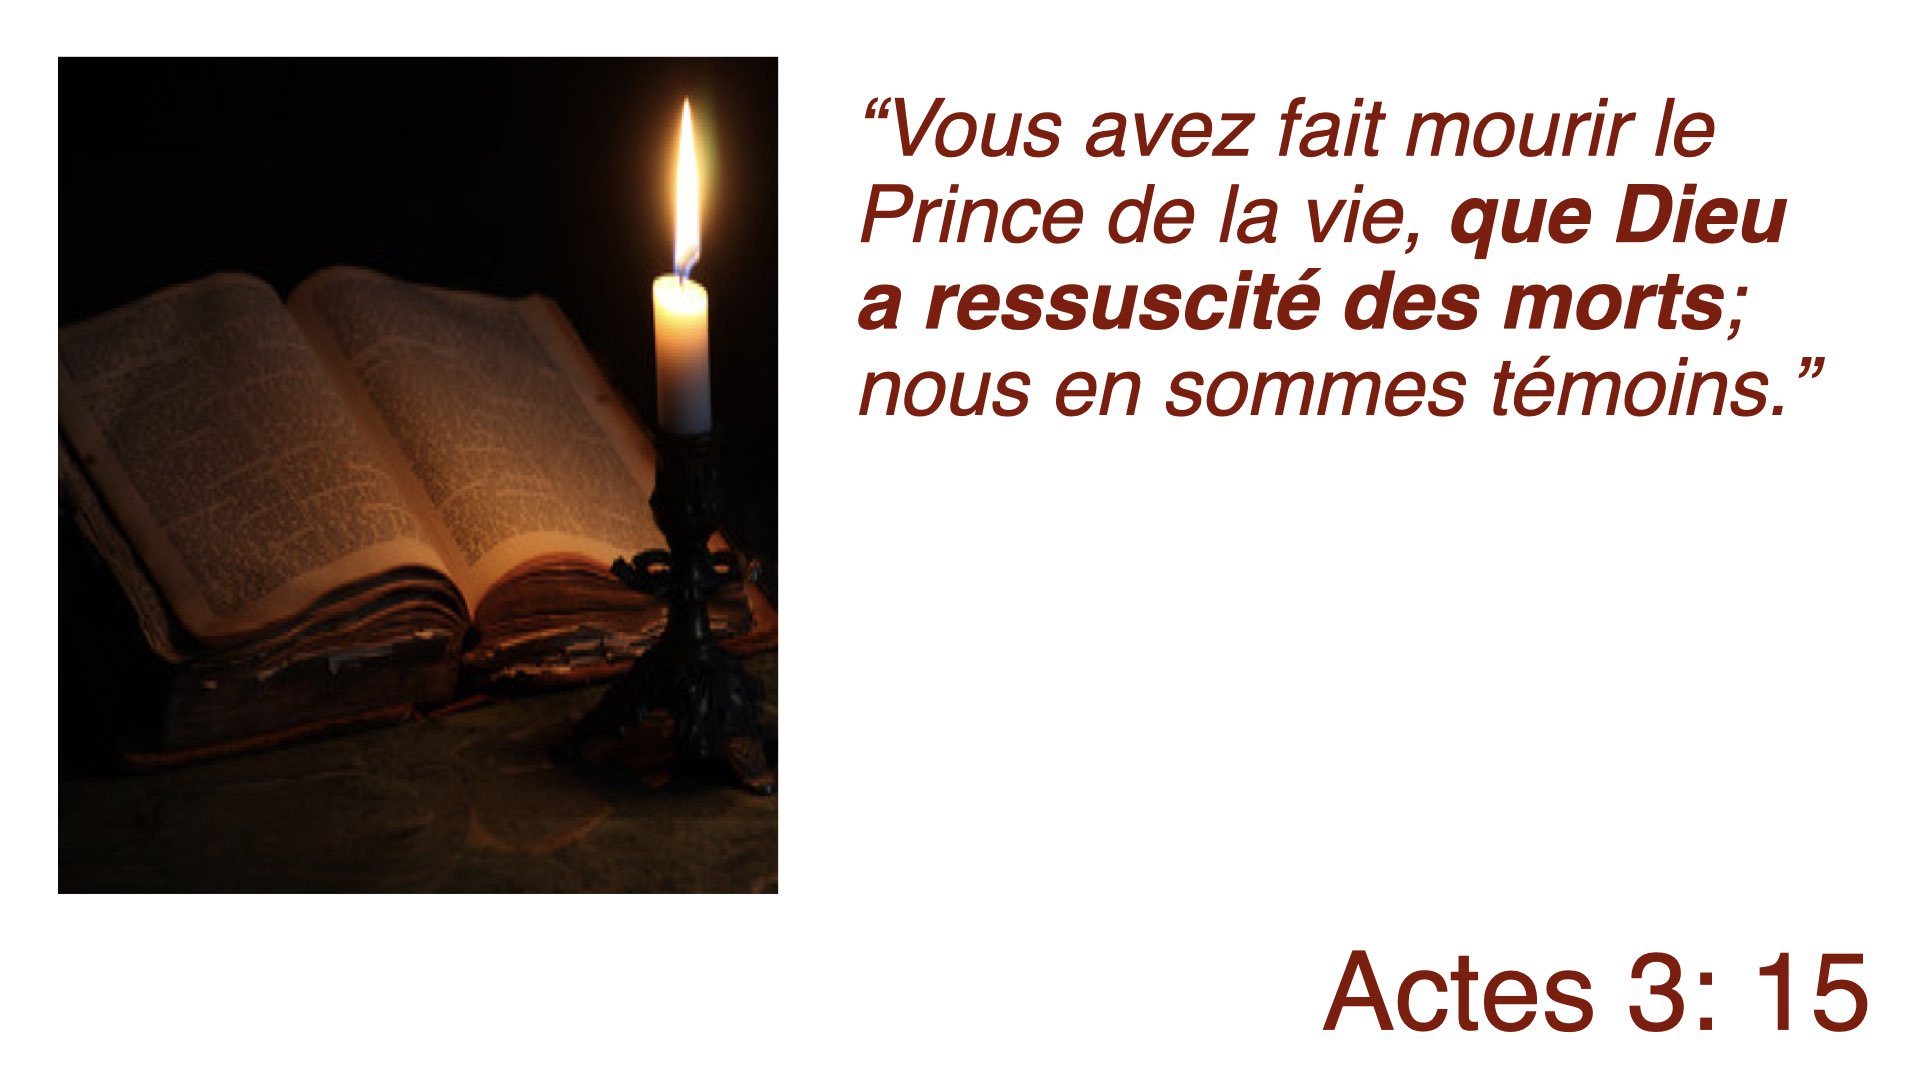 “Vous avez fait mourir le
Prince de la vie, que Dieu
a ressuscité des morts;
nous en sommes témoins.”
Actes 3: 15